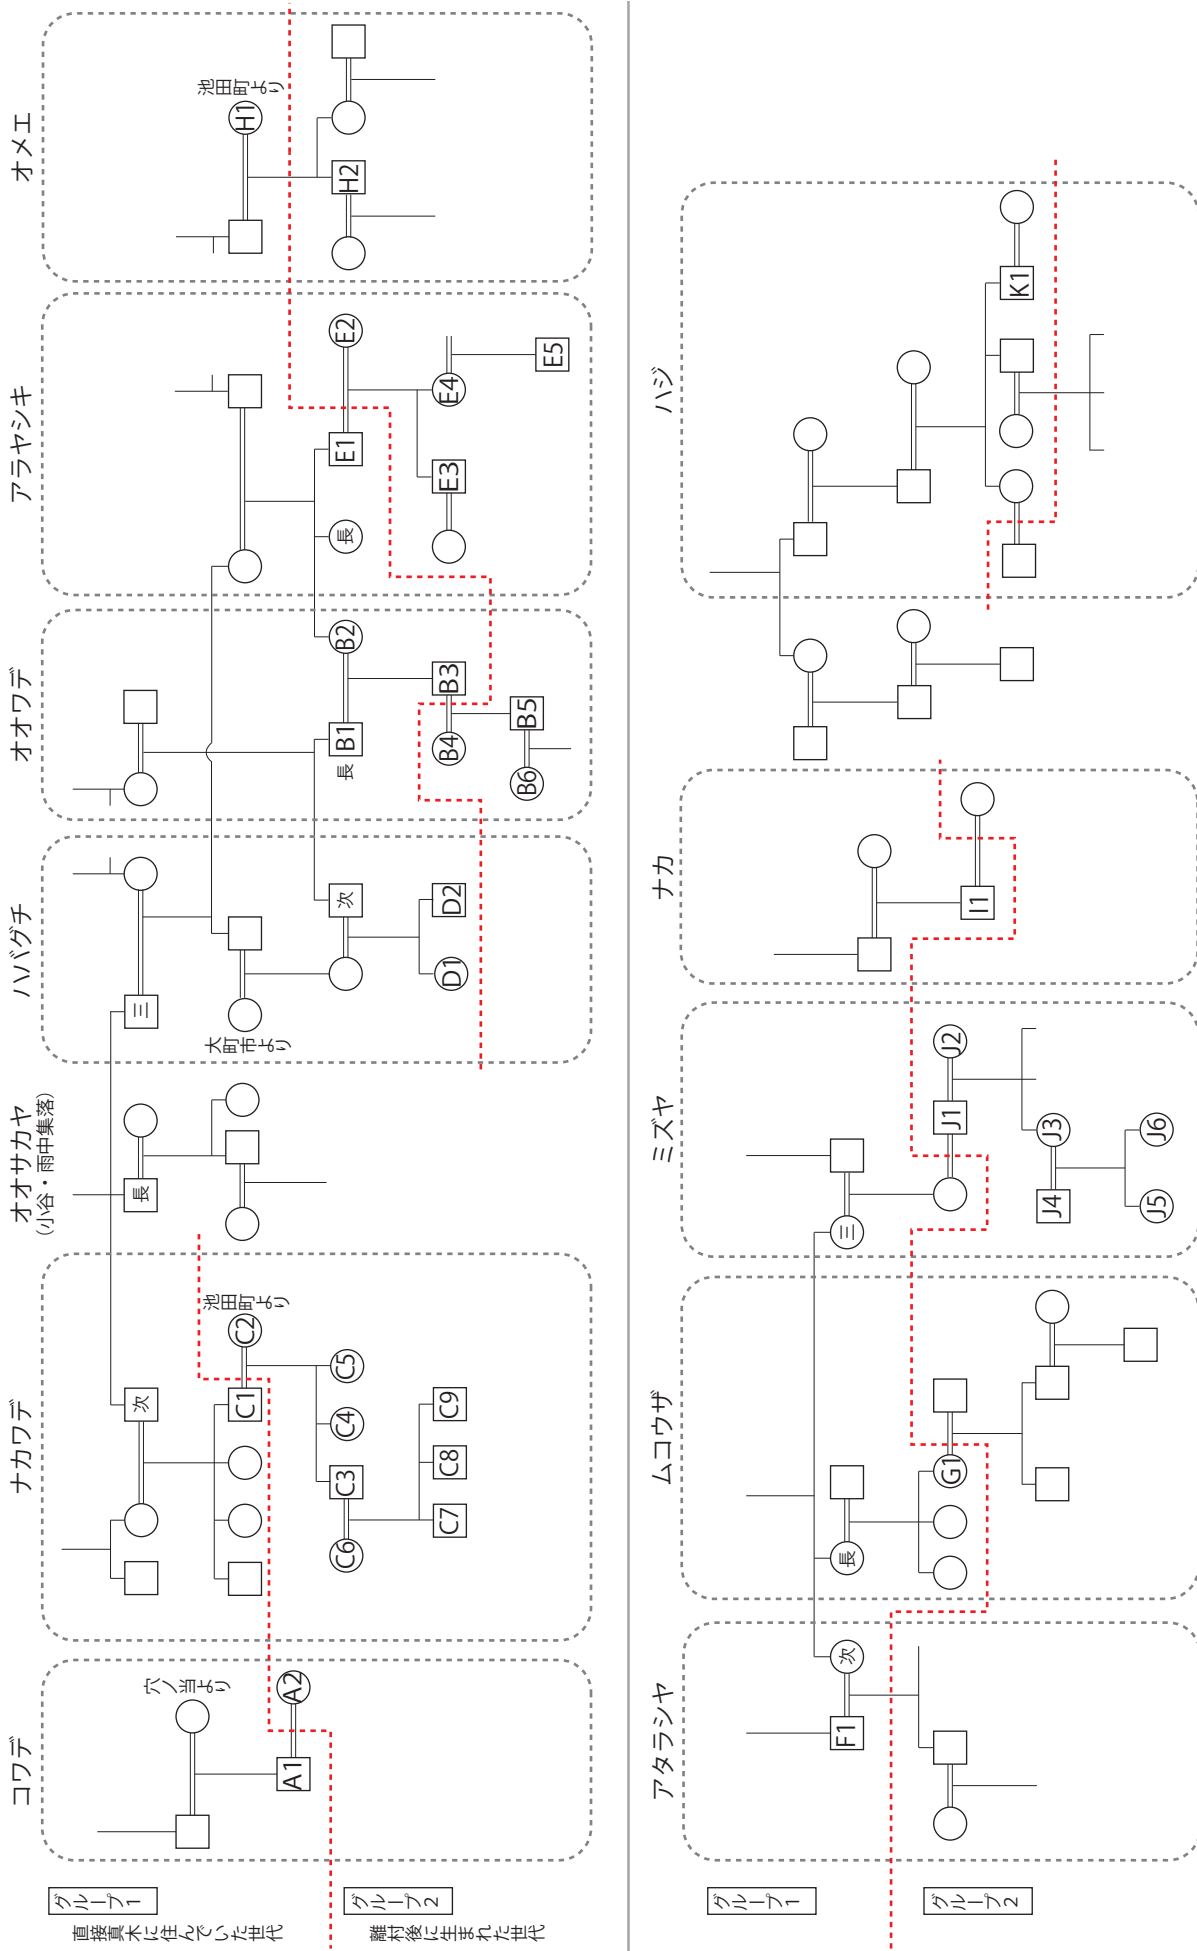 コワデ
穴ノ当より
A1
A2
ナカワデ
次
C1
C2
池田町より
C3
C4
C5
C6
C7
C8
C9
オオサカヤ
(小谷・雨中集落)
長
ハバグチ
三
大町市より
次
D1
D2
オオワデ
B1
長
B2
B3
B4
B5
B6
アラヤシキ
長
E1
E2
E3
E4
E5
オメエ
H1
池田町より
H2
グループ1
直接真木に住んでいた世代
グループ2
離村後に生まれた世代
アタラシヤ
F1
次
ムコウザ
長
G1
ミズヤ
三
J1
J2
J3
J4
J5
J6
ナカ
I1
ハジ
K1
グループ1
グループ2